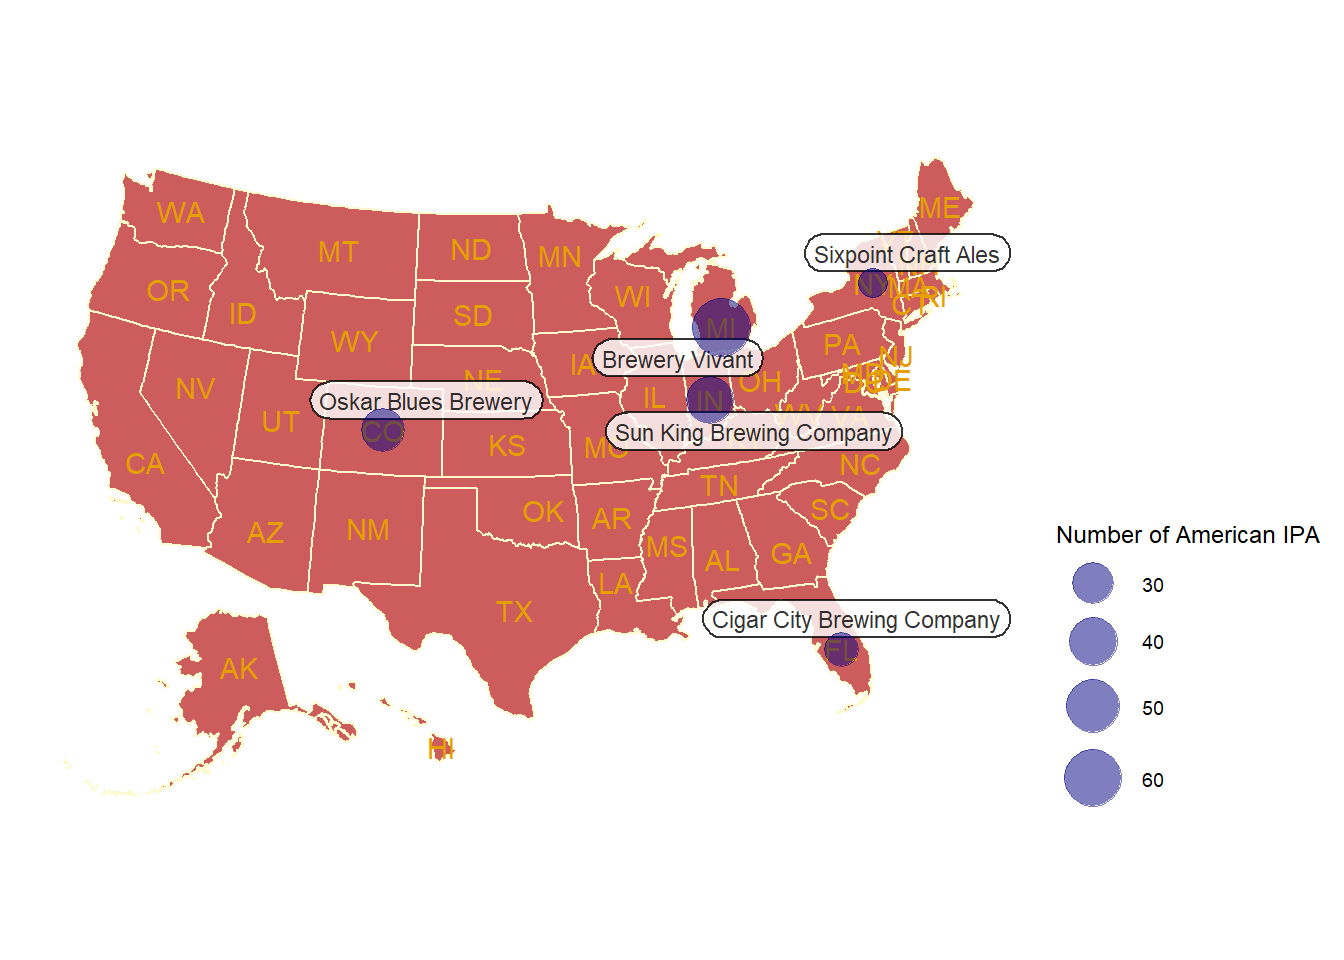 ME
WA
Sixpoint Craft Ales
MT
ND
MN
OR
NY
MA
CT
RI
WI
ID
SD
MI
WY
PA
NJ
Brewery Vivant
IA
OH
DE
NV
NE
Oskar Blues Brewery
IL
IN
UT
CO
WV
VA
Sun King Brewing Company
KS
MO
CA
NC
TN
OK
AR
SC
AZ
NM
MS
AL
GA
LA
TX
Cigar City Brewing Company
FL
AK
HI
Number of American IPA
30
40
50
60